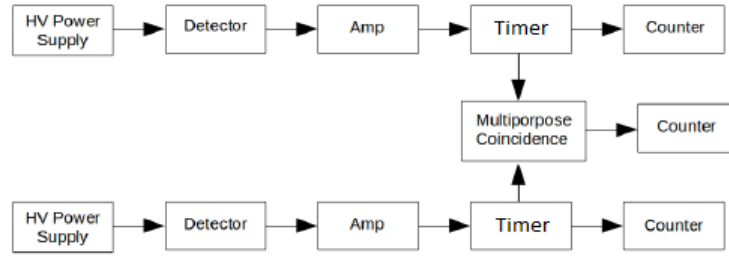 HV Power
Supply
Detector
Amp
Timer
Counter
Multiporpose
Coincidence
Counter
HV Power
Supply
Detector
Amp
Timer
Counter